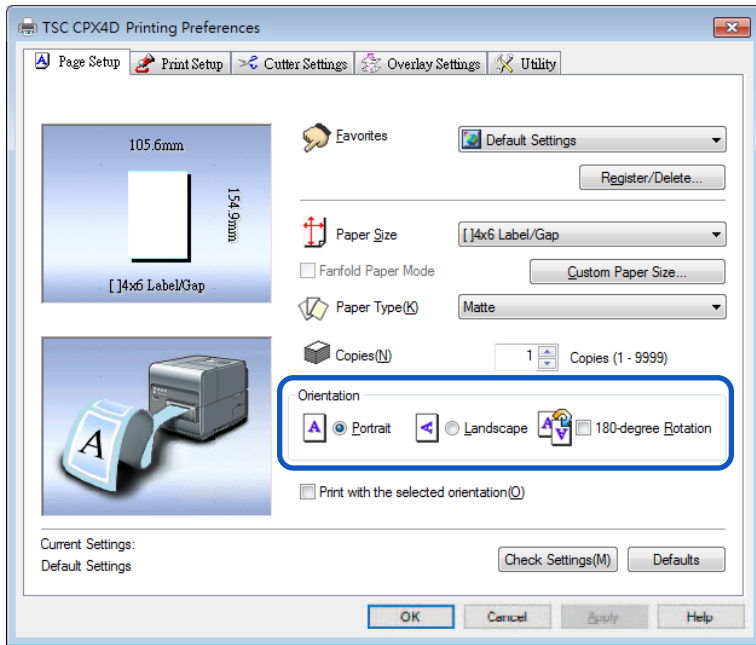 TSC CPX4D Printing Preferences
Page Setup Print Setup Cutter Settings Overlay Settings Utility
105.6mm
154.9mm
[ ]4x6 Label/Gap
Favorites Default Settings
Register/Delete...
Paper Size [ ]4x6 Label/Gap
Fanfold Paper Mode Custom Paper Size...
Paper Type(K) Matte
Copies(N) 1 Copies (1 - 9999)
Orientation
A Portrait A Landscape A A 180-degree Rotation
A
Print with the selected orientation(O)
Current Settings:
Default Settings
Check Settings(M) Defaults
OK Cancel Apply Help